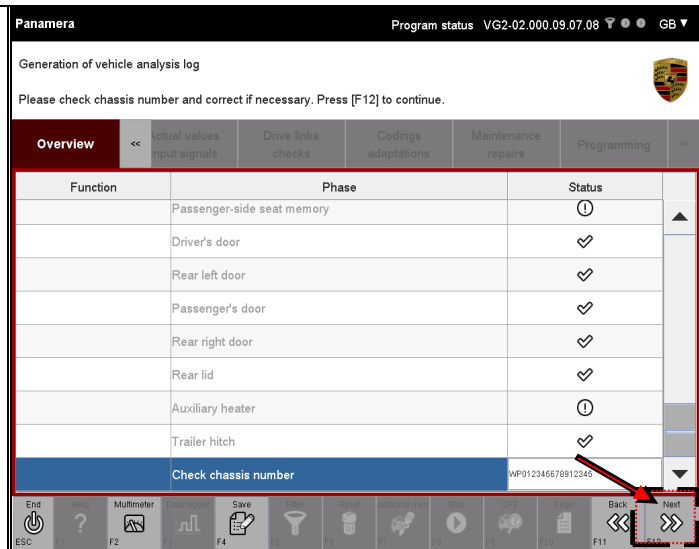 Panamera
Program status VG2-02.000.09.07.08 GB
Generation of vehicle analysis log
Please check chassis number and correct if necessary. Press [F12] to continue.
Overview << Actual values Drive links Codings Maintenance Programming >>
input signals checks adaptations repairs
Function Phase Status
Passenger-side seat memory
Driver's door
Rear left door
Passenger's door
Rear right door
Rear lid
Auxiliary heater
Trailer hitch
Check chassis number WP012345678912345
End Help Multimeter Data logger Save Filter Reset Additional men Stop OFF Logs Back Next
ESC F1 F2 F3 F4 F5 F6 F7 F8 F9 F10 F11 F12